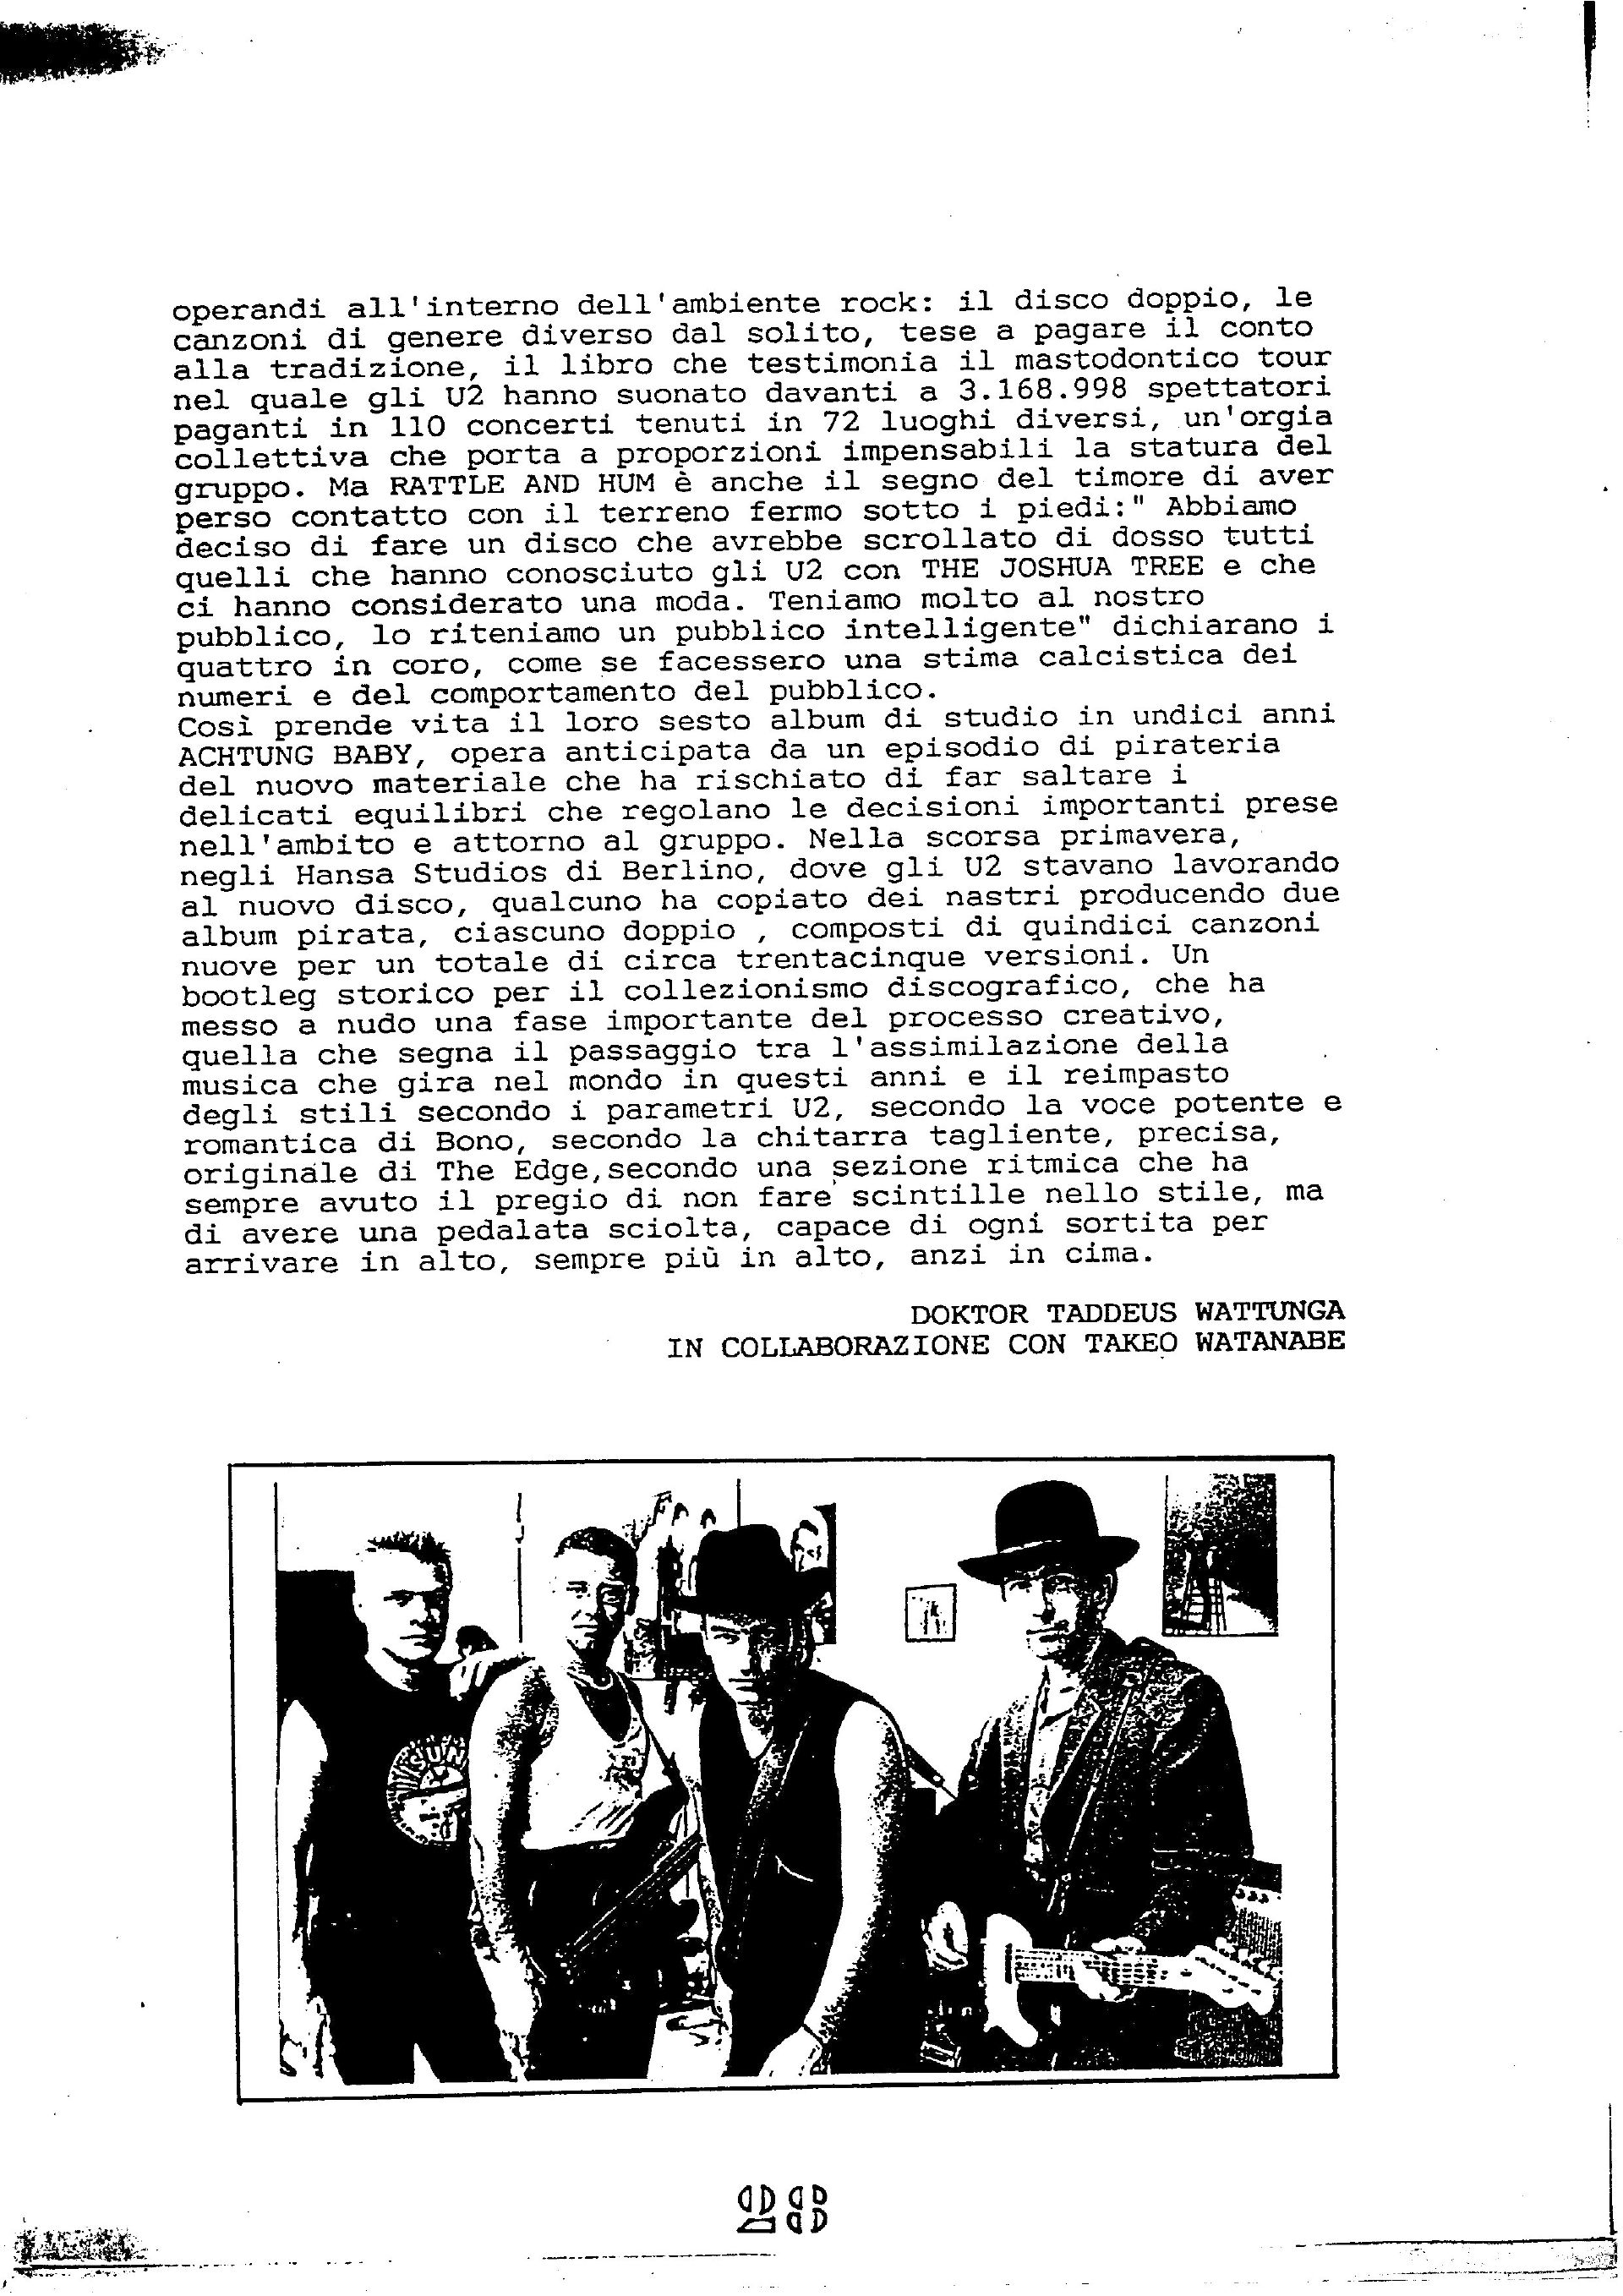 operandi all'interno dell'ambiente rock: il disco doppio, le
canzoni di genere diverso dal solito, tese a pagare il conto
alla tradizione, il libro che testimonia il mastodontico tour
nel quale gli U2 hanno suonato davanti a 3.168.998 spettatori
paganti in 110 concerti tenuti in 72 luoghi diversi, un'orgia
collettiva che porta a proporzioni impensabili la statura del
gruppo. Ma RATTLE AND HUM è anche il segno del timore di aver
perso contatto con il terreno fermo sotto i piedi:" Abbiamo
deciso di fare un disco che avrebbe scrollato di dosso tutti
quelli che hanno conosciuto gli U2 con THE JOSHUA TREE e che
ci hanno considerato una moda. Teniamo molto al nostro
pubblico, lo riteniamo un pubblico intelligente" dichiarano i
quattro in coro, come se facessero una stima calcistica dei
numeri e del comportamento del pubblico.
Così prende vita il loro sesto album di studio in undici anni
ACHTUNG BABY, opera anticipata da un episodio di pirateria
del nuovo materiale che ha rischiato di far saltare i
delicati equilibri che regolano le decisioni importanti prese
nell'ambito e attorno al gruppo. Nella scorsa primavera,
negli Hansa Studios di Berlino, dove gli U2 stavano lavorando
al nuovo disco, qualcuno ha copiato dei nastri producendo due
album pirata, ciascuno doppio , composti di quindici canzoni
nuove per un totale di circa trentacinque versioni. Un
bootleg storico per il collezionismo discografico, che ha
messo a nudo una fase importante del processo creativo,
quella che segna il passaggio tra l'assimilazione della
musica che gira nel mondo in questi anni e il reimpasto
degli stili secondo i parametri U2, secondo la voce potente e
romantica di Bono, secondo la chitarra tagliente, precisa,
originale di The Edge,secondo una sezione ritmica che ha
sempre avuto il pregio di non fare scintille nello stile, ma
di avere una pedalata sciolta, capace di ogni sortita per
arrivare in alto, sempre più in alto, anzi in cima.
DOKTOR TADDEUS WATTUNGA
IN COLLABORAZIONE CON TAKEO WATANABE
SUN